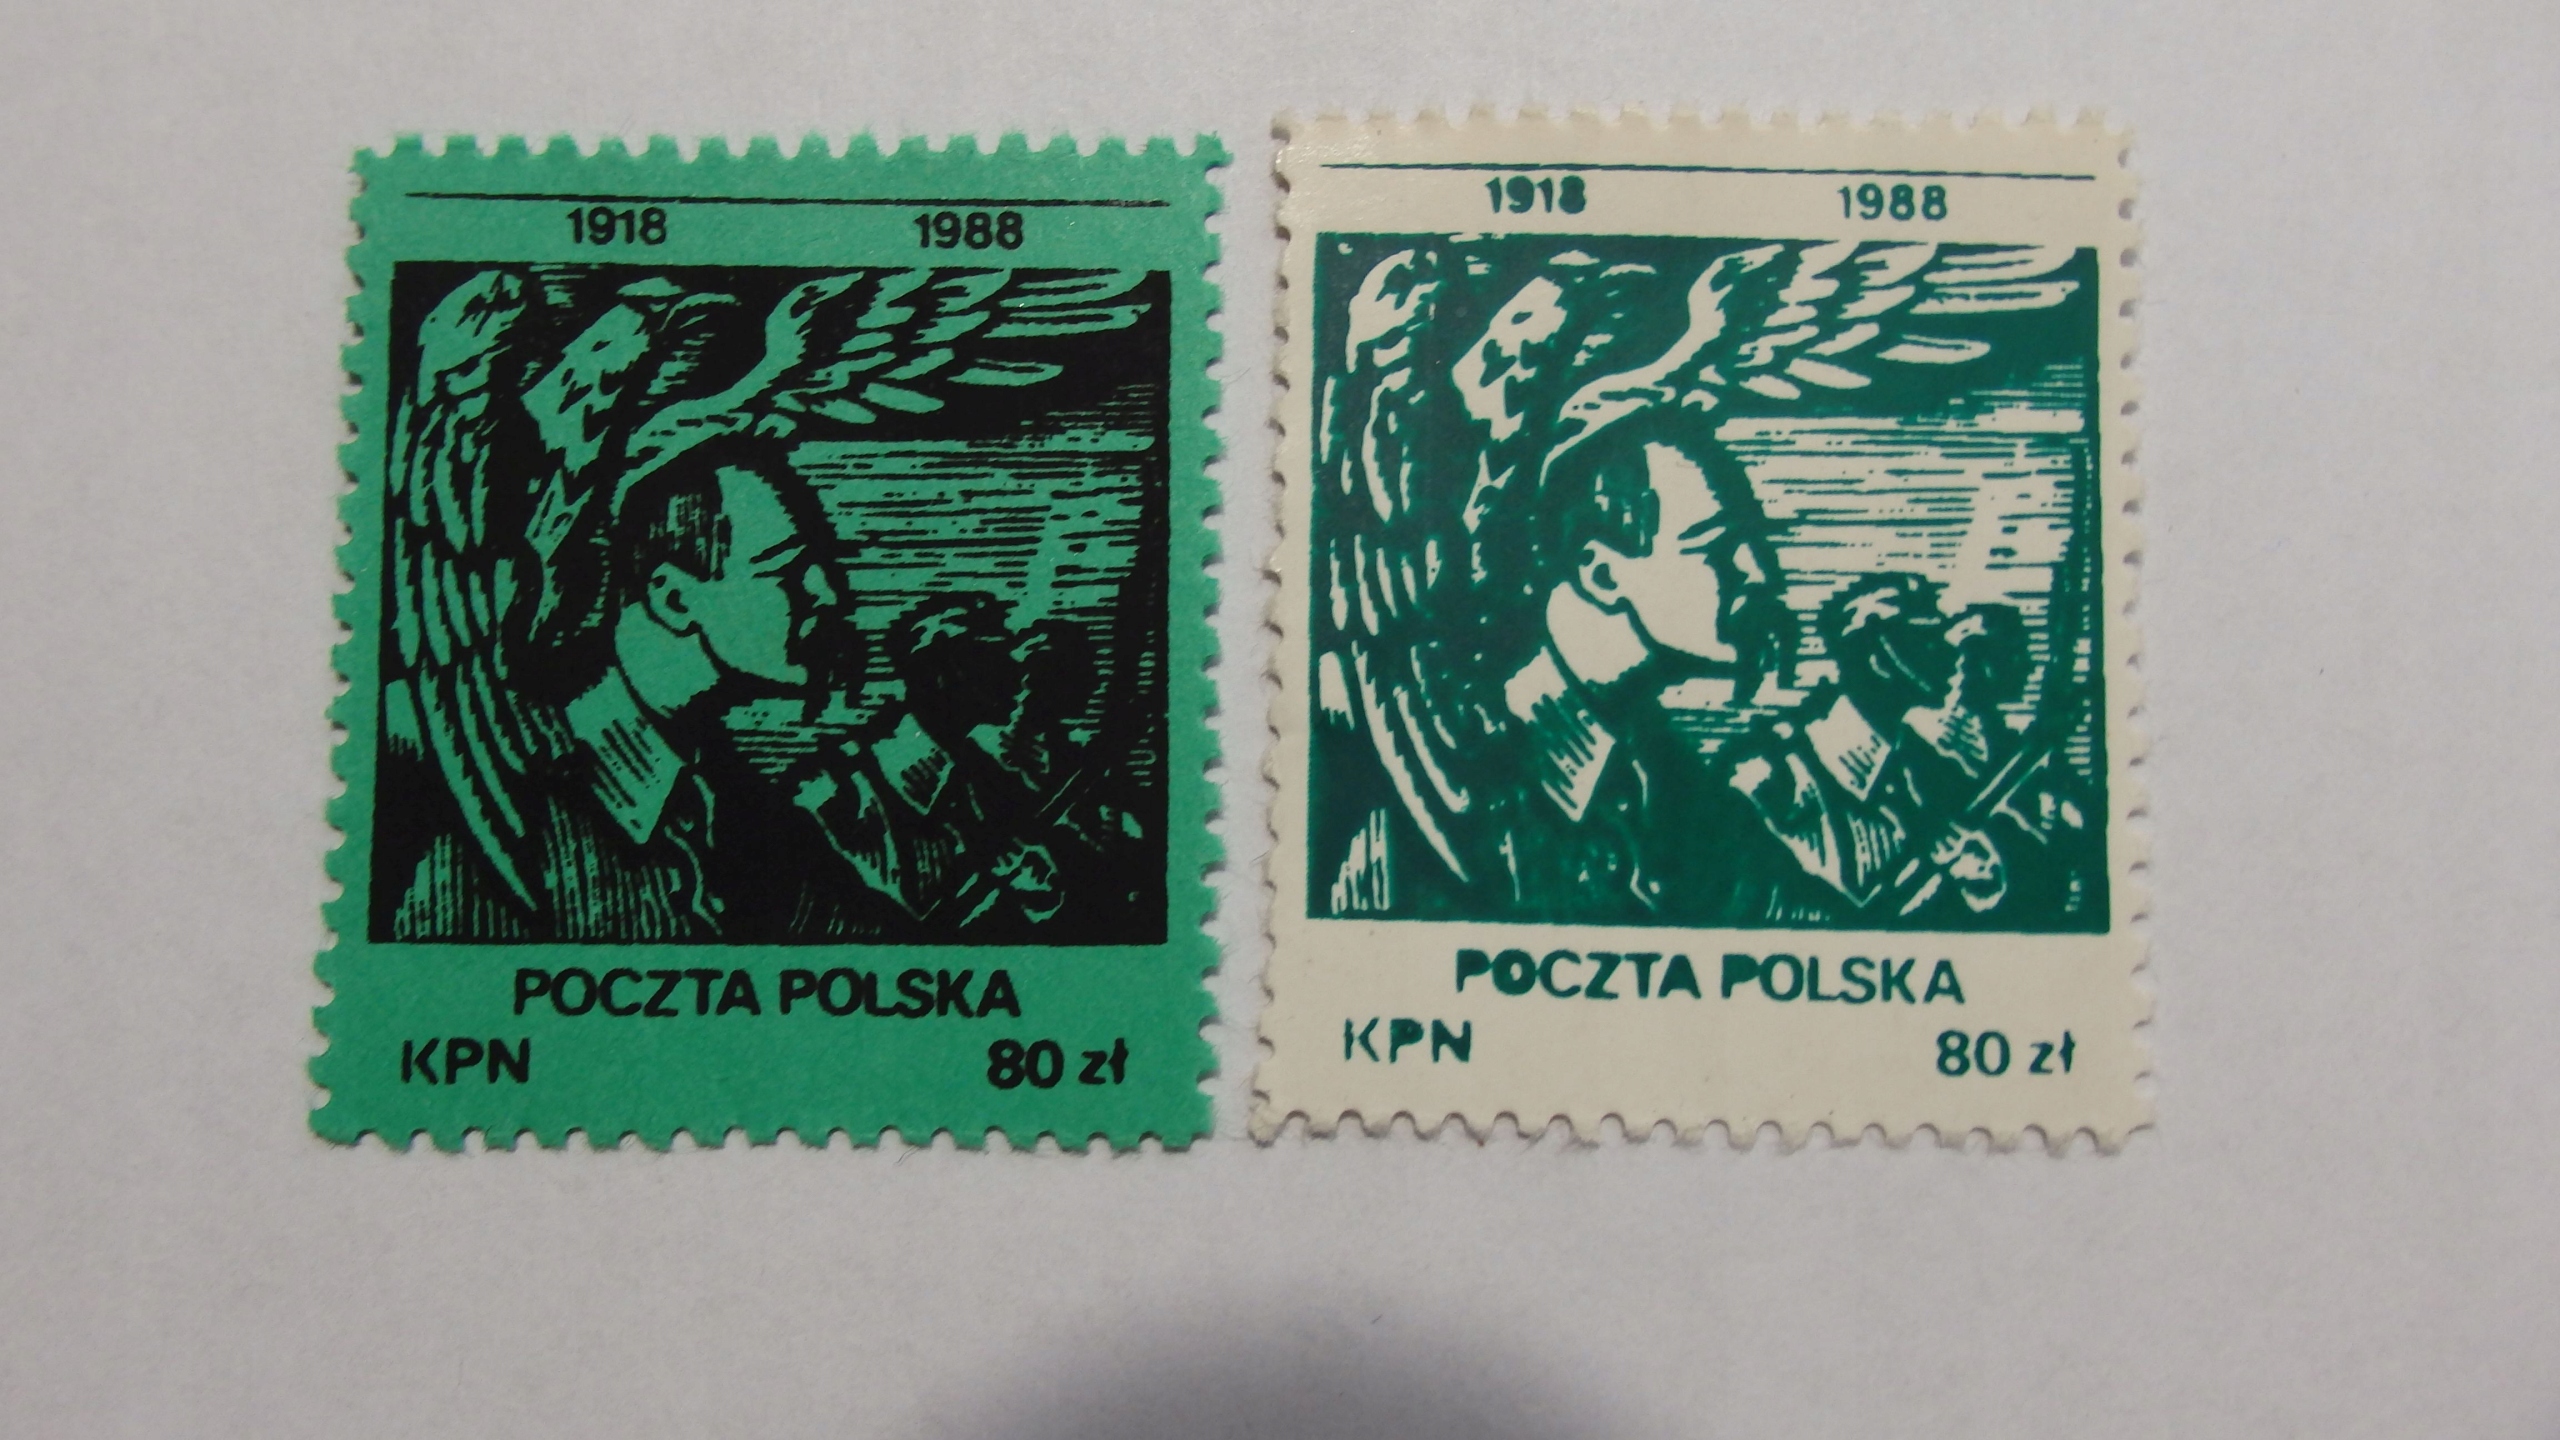 1918 1988
POCZTA POLSKA
KPN 80 zł
1918 1988
POCZTA POLSKA
KPN 80 zł